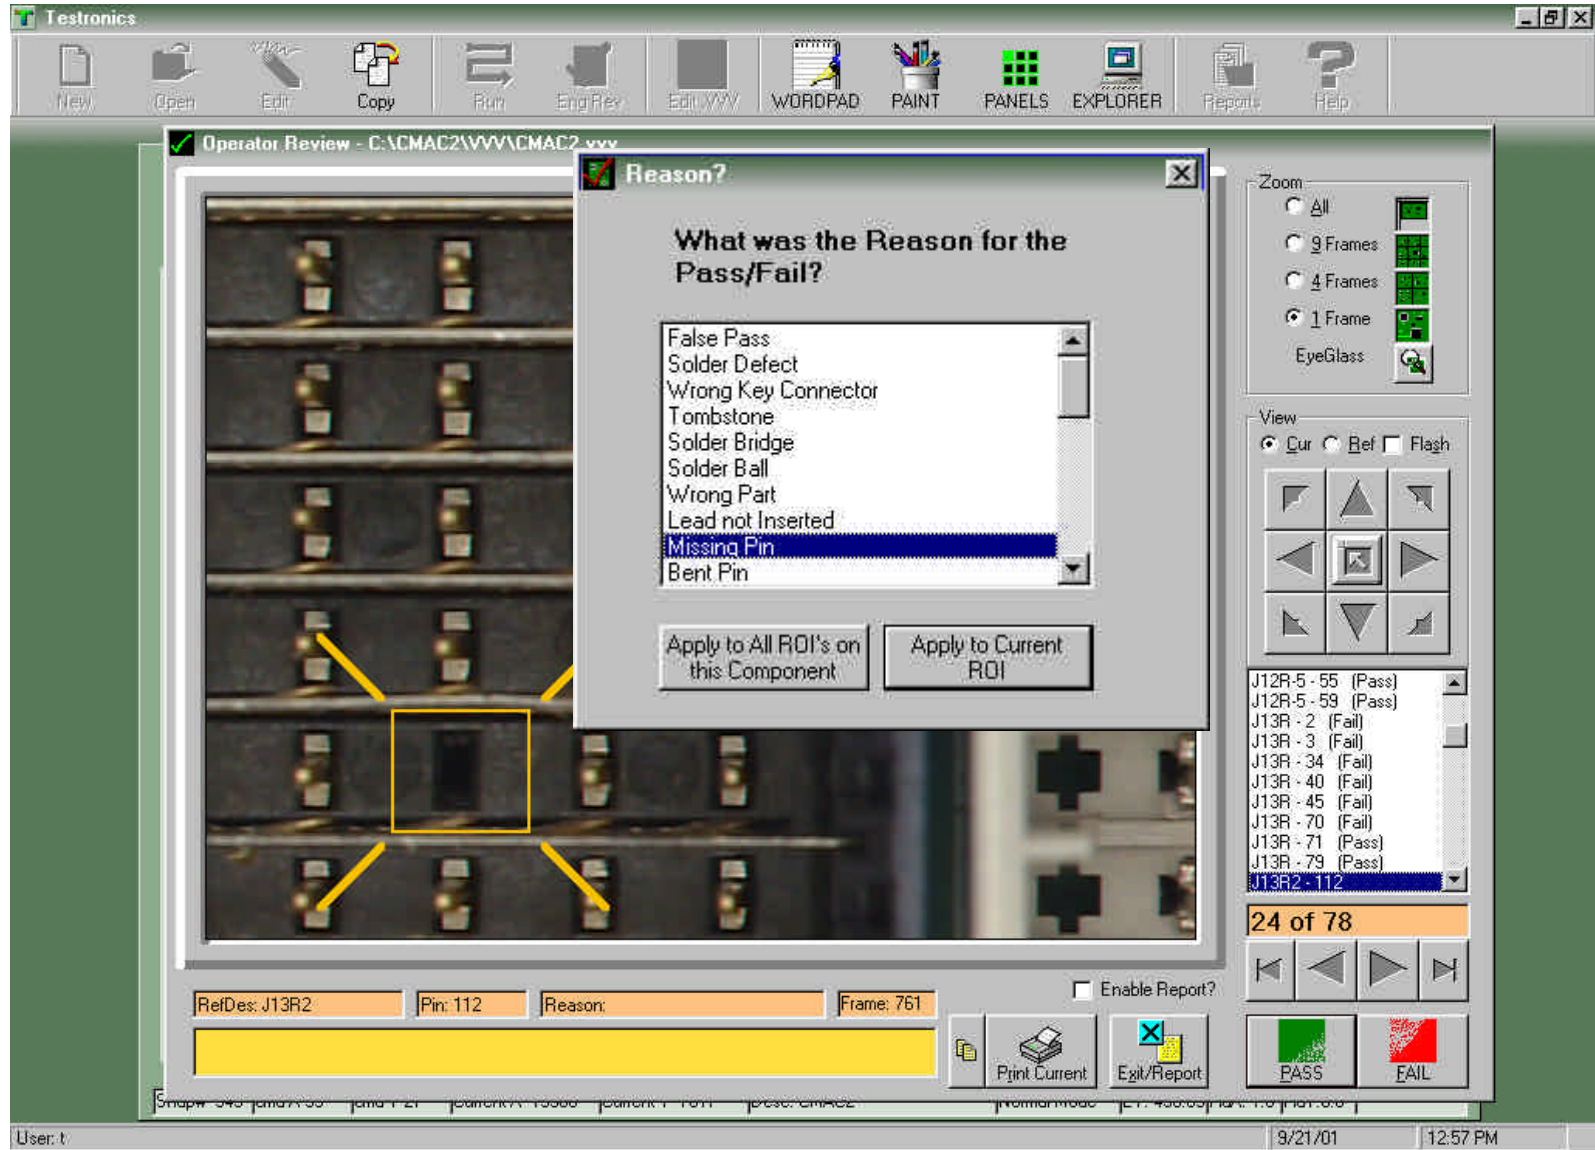 Testronics
New
Open
Edit
Copy
Run
Eng Rev
Edit .VVV
WORDPAD
PAINT
PANELS
EXPLORER
Reports
Help
Operator Review - C:\CMAC2\VVV\CMAC2.vvv
Reason?
What was the Reason for the
Pass/Fail?
False Pass
Solder Defect
Wrong Key Connector
Tombstone
Solder Bridge
Solder Ball
Wrong Part
Lead not Inserted
Missing Pin
Bent Pin
Apply to All ROI's on
this Component
Apply to Current
ROI
Zoom
All
9 Frames
4 Frames
1 Frame
EyeGlass
View
Cur Ref Flash
J12R-5 - 55 (Pass)
J12R-5 - 59 (Pass)
J13R - 2 (Fail)
J13R - 3 (Fail)
J13R - 34 (Fail)
J13R - 40 (Fail)
J13R - 45 (Fail)
J13R - 70 (Fail)
J13R - 71 (Pass)
J13R - 79 (Pass)
J13R2 - 112
24 of 78
RefDes: J13R2
Pin: 112
Reason:
Frame: 761
Enable Report?
Print Current
Exit/Report
PASS
FAIL
User: t
9/21/01
12:57 PM